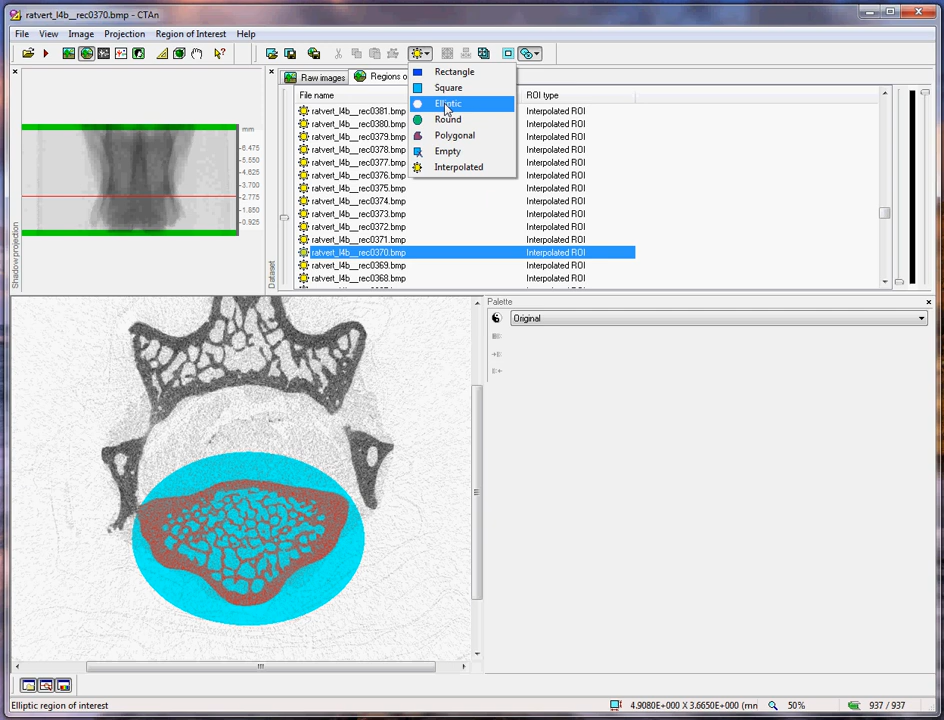 ratvert_l4b__rec0370.bmp - CTAn
File View Image Projection Region of Interest Help
Raw images Regions o
Rectangle
Square
Elliptic
Round
Polygonal
Empty
Interpolated
File name ROI type
ratvert_l4b__rec0381.bmp Interpolated ROI
ratvert_l4b__rec0380.bmp Interpolated ROI
ratvert_l4b__rec0379.bmp Interpolated ROI
ratvert_l4b__rec0378.bmp Interpolated ROI
ratvert_l4b__rec0377.bmp Interpolated ROI
ratvert_l4b__rec0376.bmp Interpolated ROI
ratvert_l4b__rec0375.bmp Interpolated ROI
ratvert_l4b__rec0374.bmp Interpolated ROI
ratvert_l4b__rec0373.bmp Interpolated ROI
ratvert_l4b__rec0372.bmp Interpolated ROI
ratvert_l4b__rec0371.bmp Interpolated ROI
ratvert_l4b__rec0370.bmp Interpolated ROI
ratvert_l4b__rec0369.bmp Interpolated ROI
ratvert_l4b__rec0368.bmp Interpolated ROI
mm
6.475
5.550
4.625
3.700
2.775
1.850
0.925
Shadow projection
Dataset
Palette
Original
Elliptic region of interest 4.9080E+000 X 3.6650E+000 (mn 50% 937 / 937